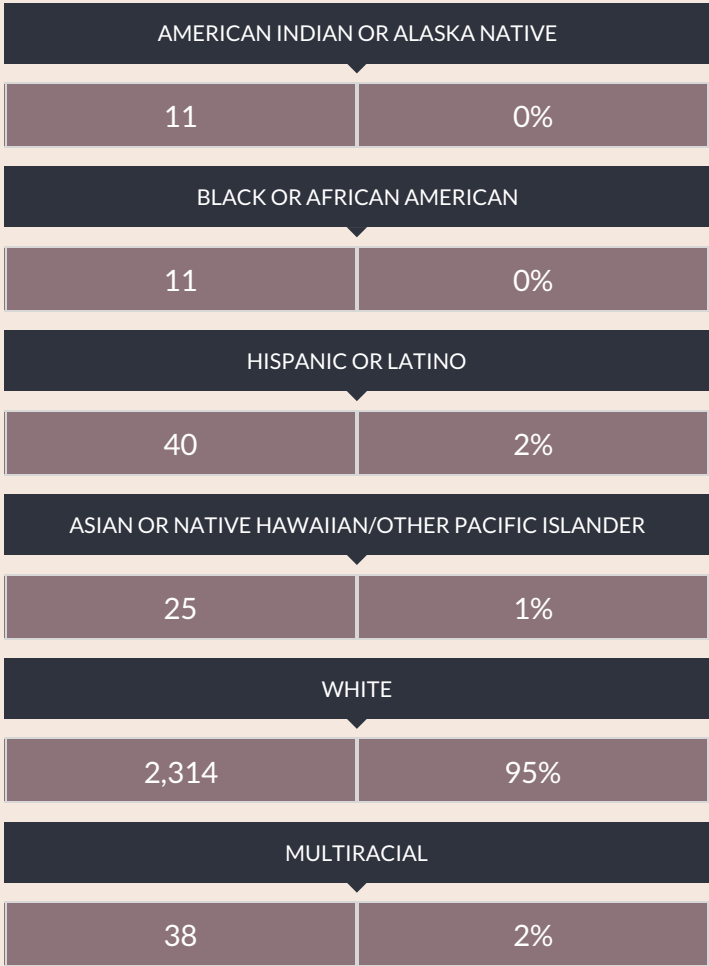 AMERICAN INDIAN OR ALASKA NATIVE
11 0%
BLACK OR AFRICAN AMERICAN
11 0%
HISPANIC OR LATINO
40 2%
ASIAN OR NATIVE HAWAIIAN/OTHER PACIFIC ISLANDER
25 1%
WHITE
2,314 95%
MULTIRACIAL
38 2%